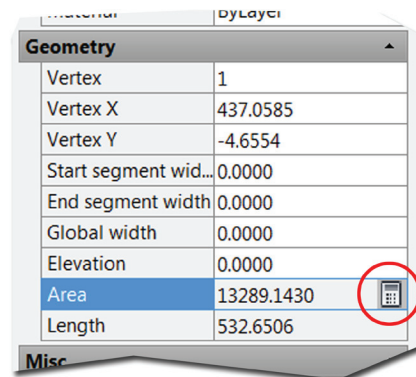 Material ByLayer
Geometry
Vertex 1
Vertex X 437.0585
Vertex Y -4.6554
Start segment wid... 0.0000
End segment width 0.0000
Global width 0.0000
Elevation 0.0000
Area 13289.1430
Length 532.6506
Misc